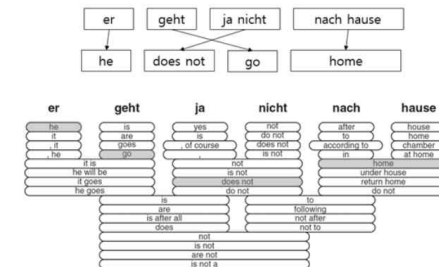 er geht ja nicht nach hause
he does not go home
er geht ja nicht nach hause
he is yes not after house
it are is do not to home
, it goes , of course does not according to chamber
, he go , is not in at home
it is not home
he will be is not under house
it goes does not return home
he goes do not do not
is to
are following
is after all not after
does not to
not
is not
are not
is not a